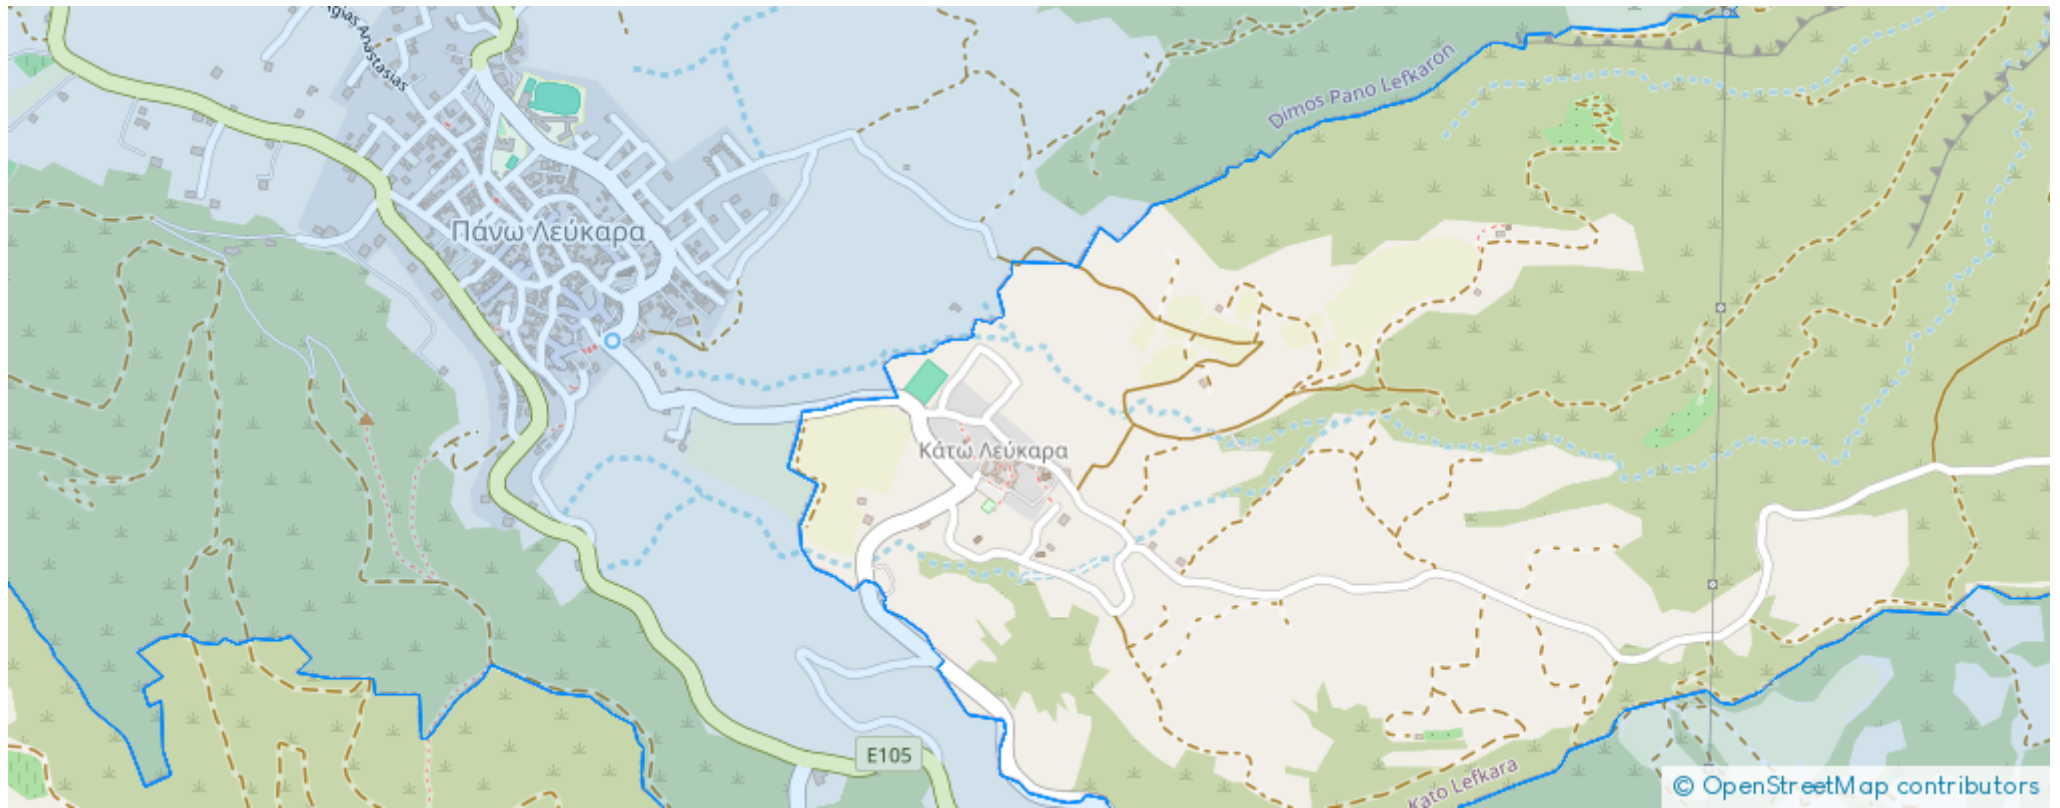 Agias Anastasias
Πάνω Λεύκαρα
Dimos Pano Lefkaron
Κάτω Λεύκαρα
E105
Kato Lefkara
© OpenStreetMap contributors